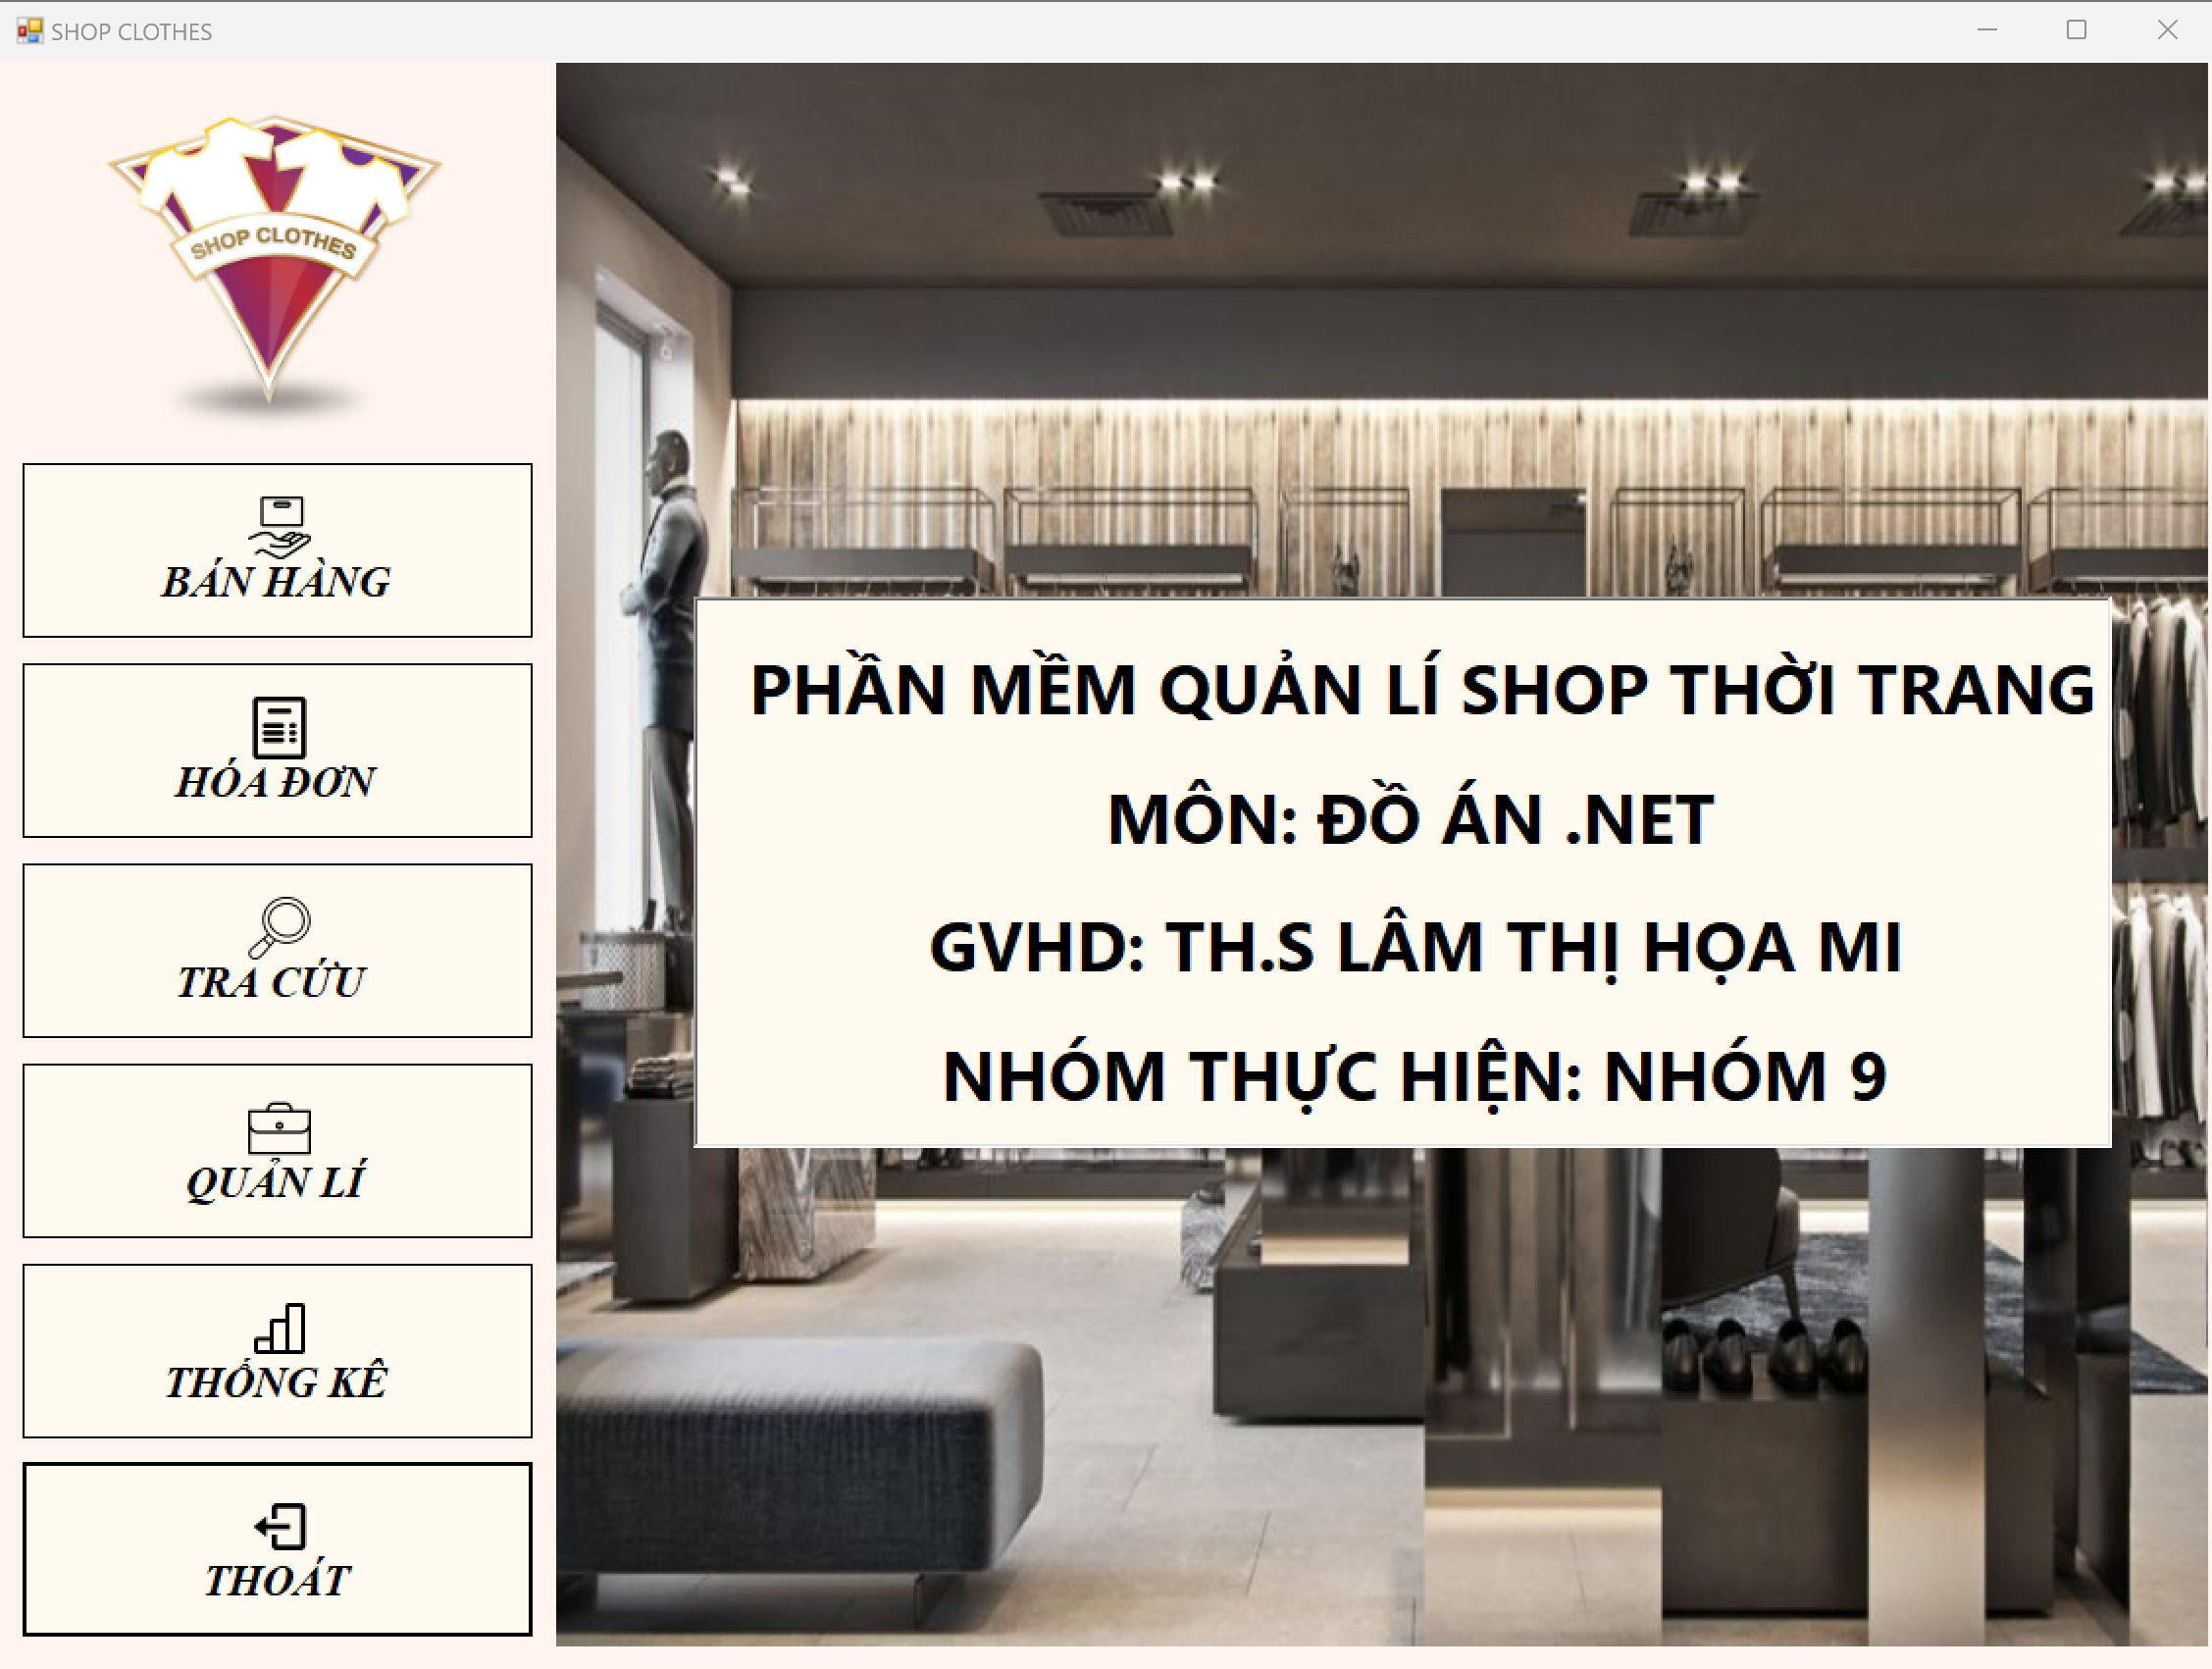 SHOP CLOTHES
SHOP CLOTHES
BÁN HÀNG
HÓA ĐƠN
TRA CỨU
QUẢN LÍ
THỐNG KÊ
THOÁT
PHẦN MỀM QUẢN LÍ SHOP THỜI TRANG
MÔN: ĐỒ ÁN .NET
GVHD: TH.S LÂM THỊ HỌA MI
NHÓM THỰC HIỆN: NHÓM 9